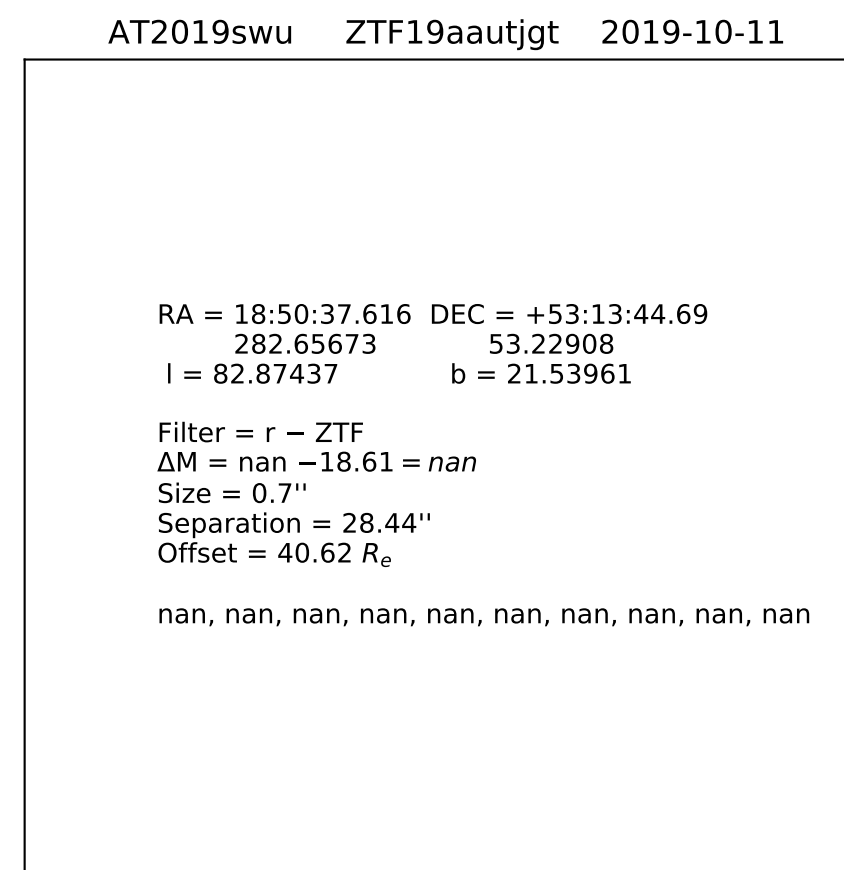 AT2019swu ZTF19aautjgt 2019-10-11
RA = 18:50:37.616 DEC = +53:13:44.69
282.65673 53.22908
l = 82.87437 b = 21.53961
Filter = r − ZTF
ΔM = nan −18.61 = nan
Size = 0.7''
Separation = 28.44''
Offset = 40.62 Re
nan, nan, nan, nan, nan, nan, nan, nan, nan, nan